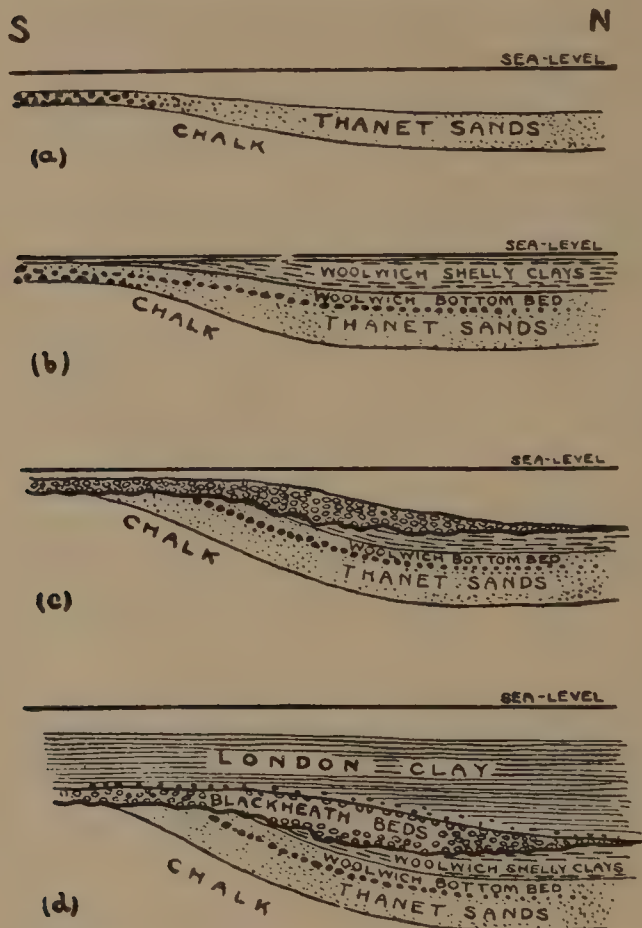 S N
SEA-LEVEL
THANET SANDS
CHALK
(a)
SEA-LEVEL
WOOLWICH SHELLY CLAYS
WOOLWICH BOTTOM BED
THANET SANDS
CHALK
(b)
SEA-LEVEL
WOOLWICH BOTTOM BED
THANET SANDS
CHALK
(c)
SEA-LEVEL
LONDON CLAY
BLACKHEATH BEDS
WOOLWICH SHELLY CLAYS
WOOLWICH BOTTOM BED
THANET SANDS
CHALK
(d)